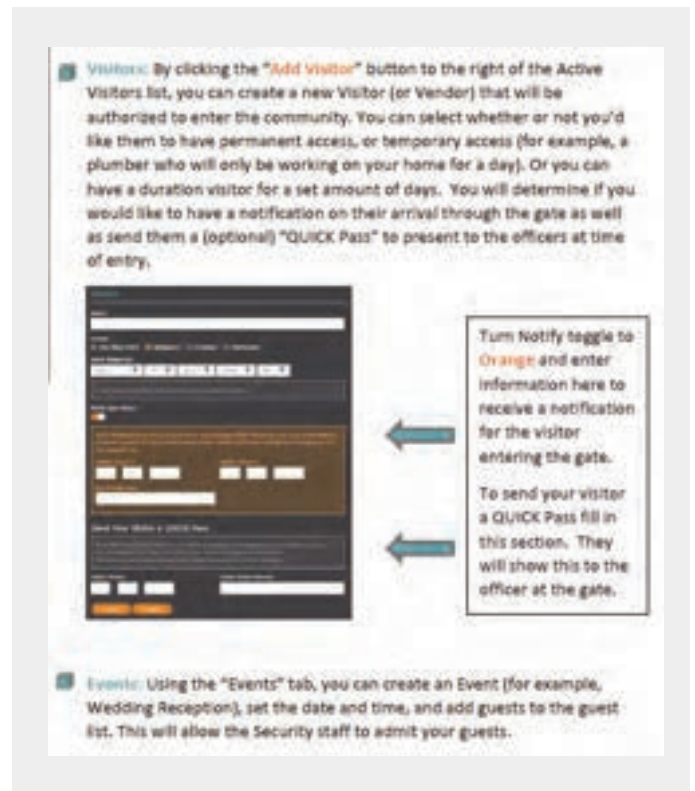 Visitors: By clicking the "Add Visitor" button to the right of the Active
Visitors list, you can create a new Visitor (or Vendor) that will be
authorized to enter the community. You can select whether or not you'd
like them to have permanent access, or temporary access (for example, a
plumber who will only be working on your home for a day). Or you can
have a duration visitor for a set amount of days. You will determine if you
would like to have a notification on their arrival through the gate as well
as send them a (optional) "QUICK Pass" to present to the officers at time
of entry.
Send Your Visitor a QUICK Pass
Turn Notify toggle to
Orange and enter
information here to
receive a notification
for the visitor
entering the gate.
To send your visitor
a QUICK Pass fill in
this section. They
will show this to the
officer at the gate.
Events: Using the "Events" tab, you can create an Event (for example,
Wedding Reception), set the date and time, and add guests to the guest
list. This will allow the Security staff to admit your guests.